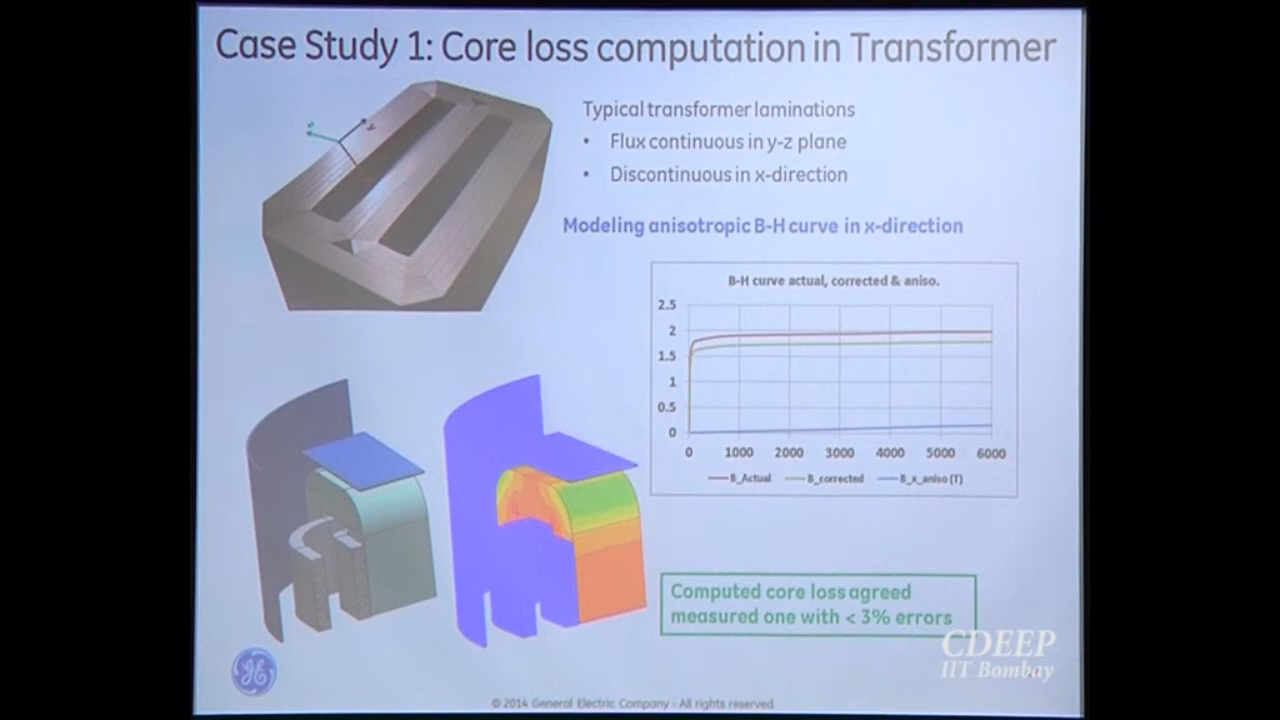 Case Study 1: Core loss computation in Transformer
Typical transformer laminations
• Flux continuous in y-z plane
• Discontinuous in x-direction
Modeling anisotropic B-H curve in x-direction
B-H curve actual, corrected & aniso.
2.5
2
1.5
1
0.5
0
0 1000 2000 3000 4000 5000 6000
B_Actual B_corrected B_x_aniso (T)
Computed core loss agreed
measured one with < 3% errors
CDEEP
IIT Bombay
GE
© 2014 General Electric Company - All rights reserved